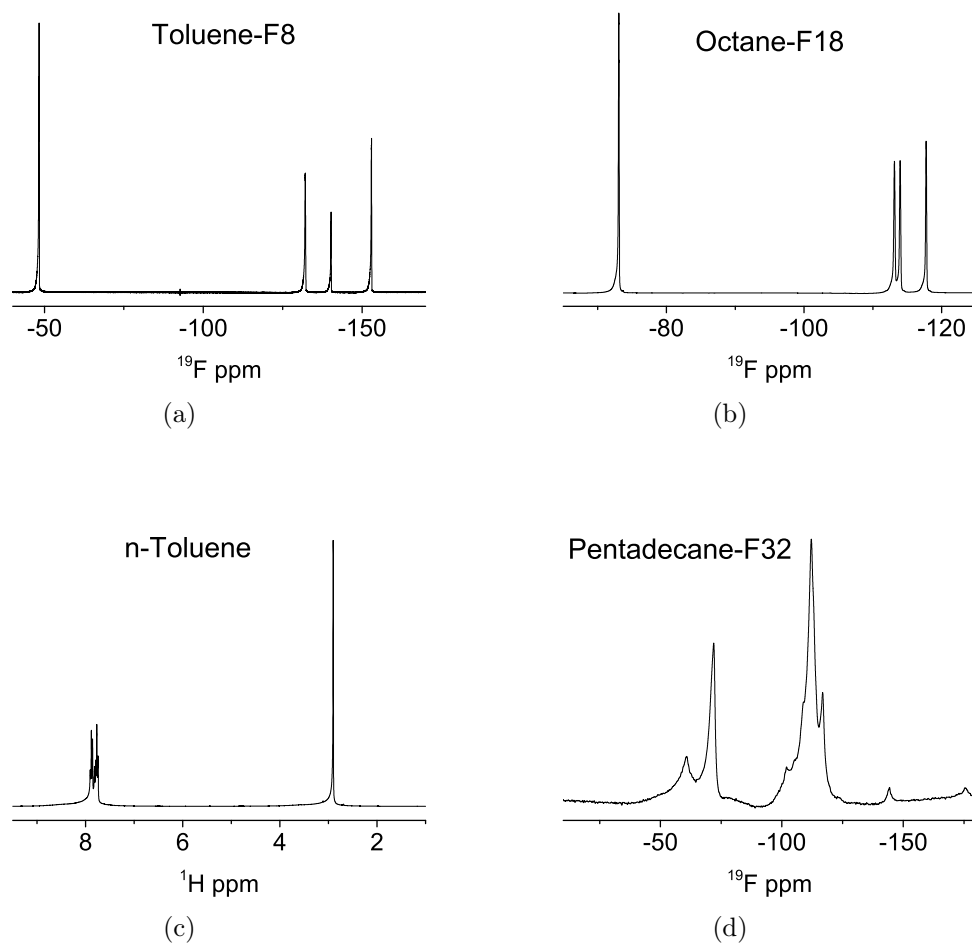 Toluene-F8
-50 -100 -150
19F ppm
(a)
Octane-F18
-80 -100 -120
19F ppm
(b)
n-Toluene
8 6 4 2
1H ppm
(c)
Pentadecane-F32
-50 -100 -150
19F ppm
(d)